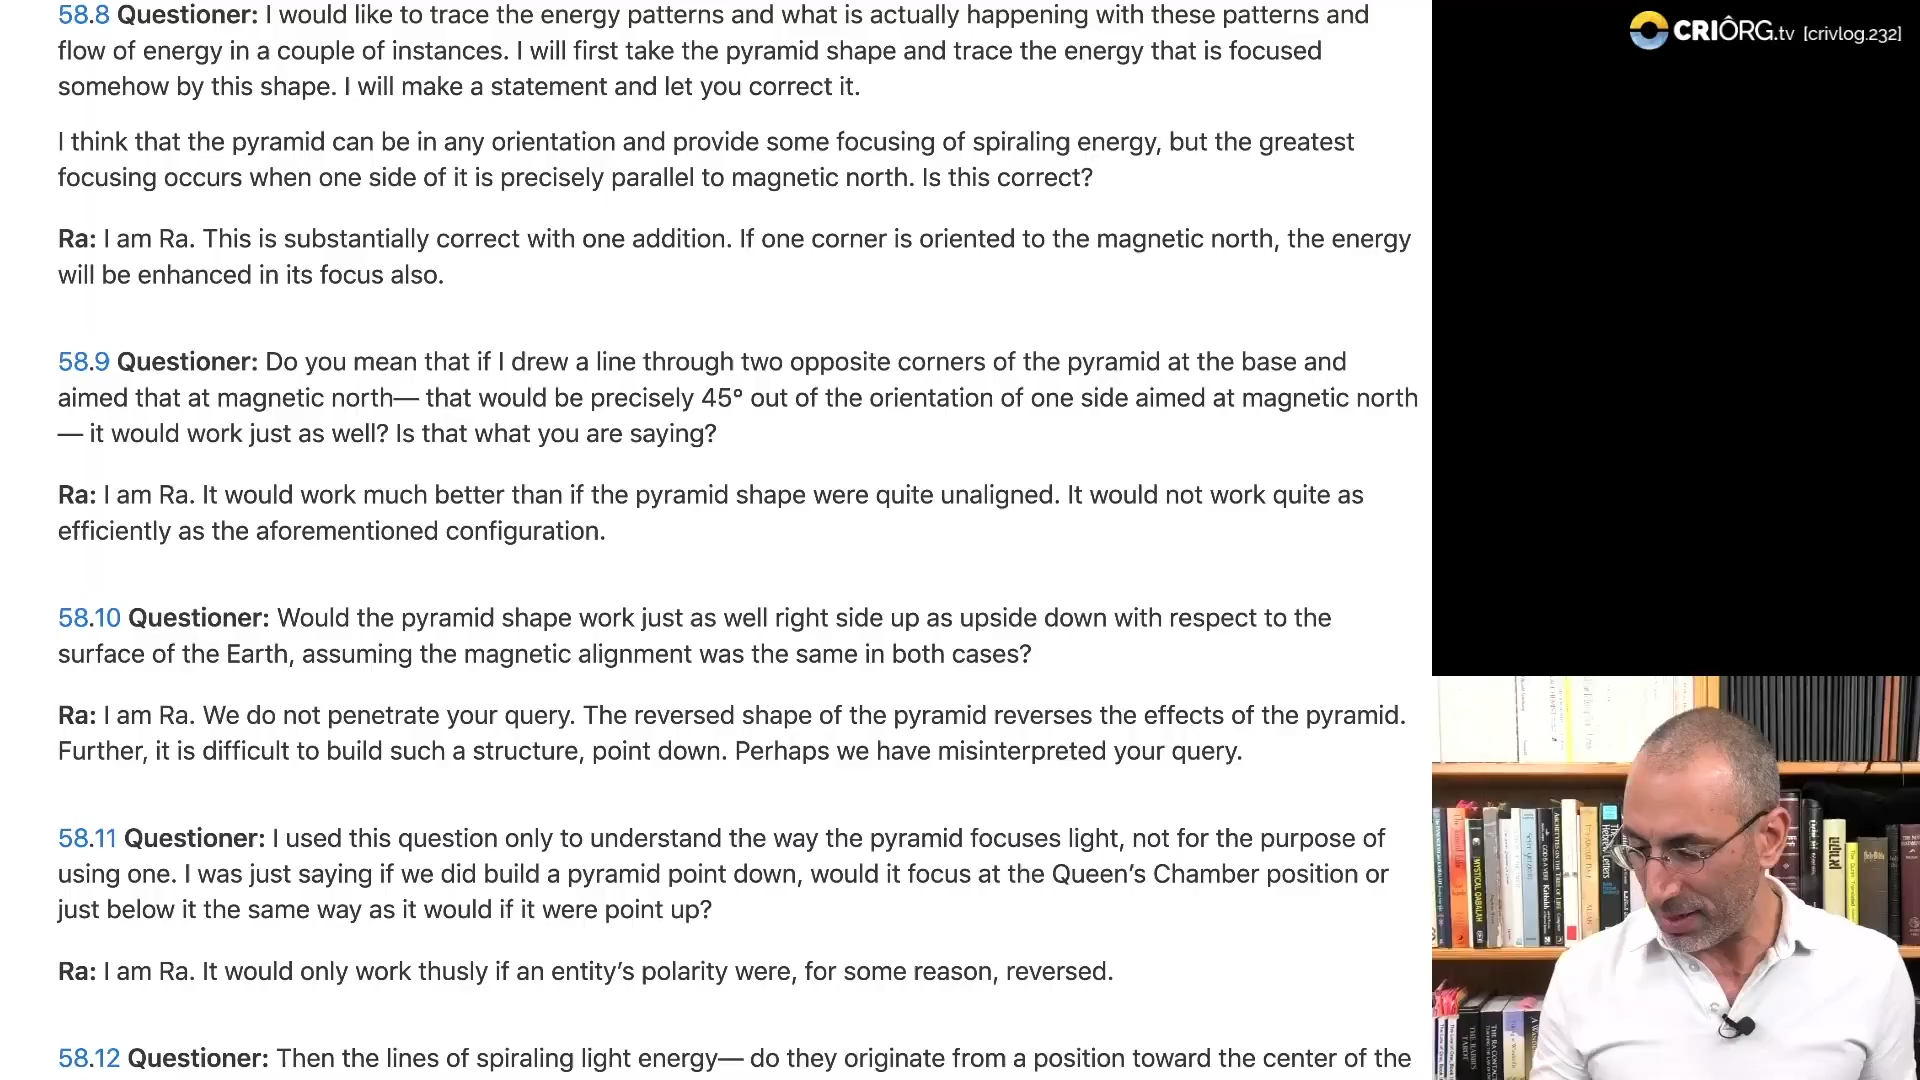 58.8 Questioner: I would like to trace the energy patterns and what is actually happening with these patterns and
flow of energy in a couple of instances. I will first take the pyramid shape and trace the energy that is focused
somehow by this shape. I will make a statement and let you correct it.
I think that the pyramid can be in any orientation and provide some focusing of spiraling energy, but the greatest
focusing occurs when one side of it is precisely parallel to magnetic north. Is this correct?
Ra: I am Ra. This is substantially correct with one addition. If one corner is oriented to the magnetic north, the energy
will be enhanced in its focus also.
58.9 Questioner: Do you mean that if I drew a line through two opposite corners of the pyramid at the base and
aimed that at magnetic north— that would be precisely 45° out of the orientation of one side aimed at magnetic north
— it would work just as well? Is that what you are saying?
Ra: I am Ra. It would work much better than if the pyramid shape were quite unaligned. It would not work quite as
efficiently as the aforementioned configuration.
58.10 Questioner: Would the pyramid shape work just as well right side up as upside down with respect to the
surface of the Earth, assuming the magnetic alignment was the same in both cases?
Ra: I am Ra. We do not penetrate your query. The reversed shape of the pyramid reverses the effects of the pyramid.
Further, it is difficult to build such a structure, point down. Perhaps we have misinterpreted your query.
58.11 Questioner: I used this question only to understand the way the pyramid focuses light, not for the purpose of
using one. I was just saying if we did build a pyramid point down, would it focus at the Queen's Chamber position or
just below it the same way as it would if it were point up?
Ra: I am Ra. It would only work thusly if an entity's polarity were, for some reason, reversed.
58.12 Questioner: Then the lines of spiraling light energy— do they originate from a position toward the center of the
CRIÔRG.tv [crivlog.232]
MYSTICAL QABALAH